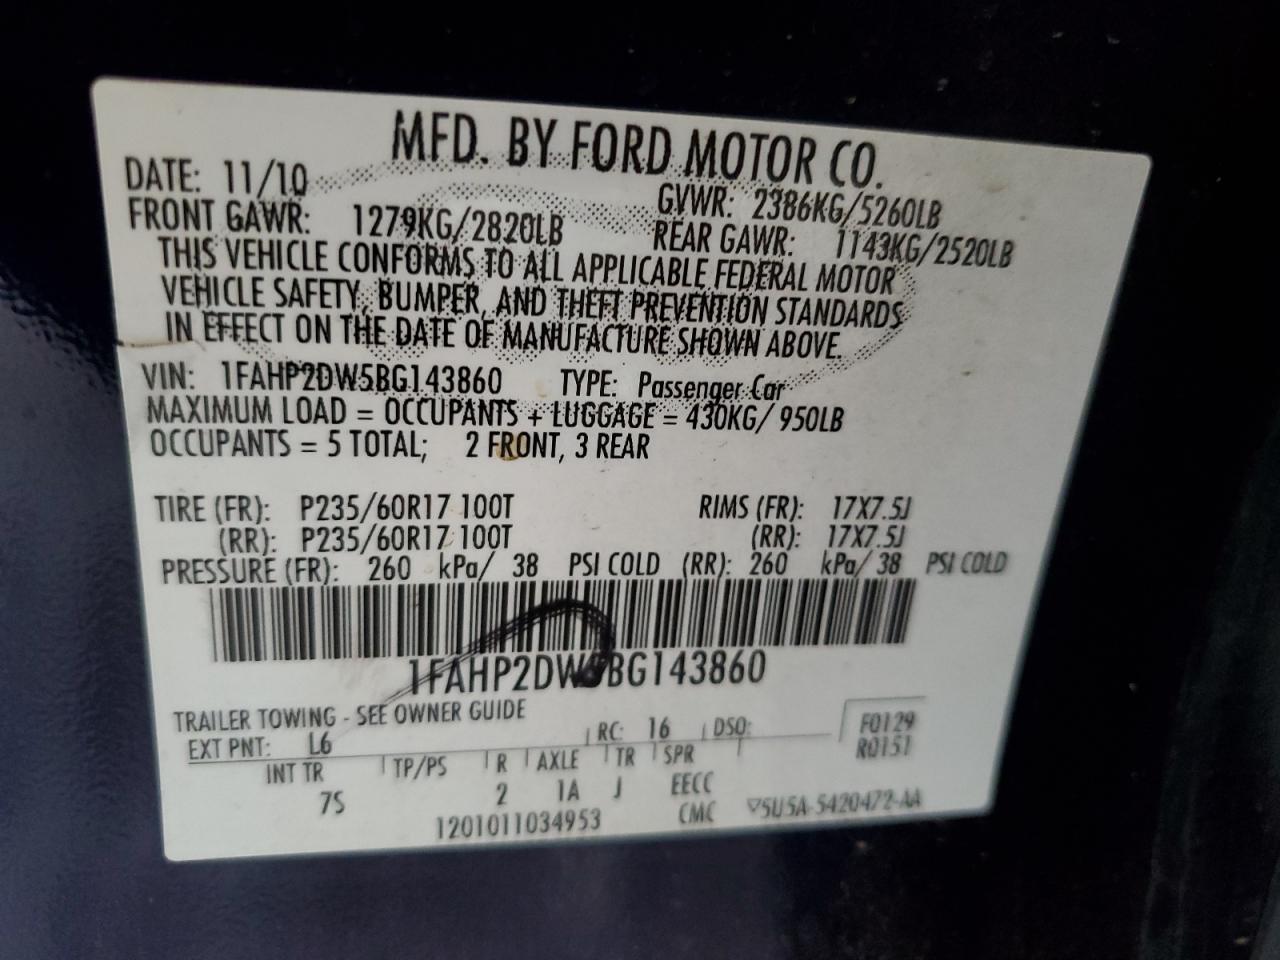 MFD. BY FORD MOTOR CO.
DATE: 11/10 GVWR: 2386KG/5260LB
FRONT GAWR: 1279KG/2820LB REAR GAWR: 1143KG/2520LB
THIS VEHICLE CONFORMS TO ALL APPLICABLE FEDERAL MOTOR
VEHICLE SAFETY, BUMPER, AND THEFT PREVENTION STANDARDS
IN EFFECT ON THE DATE OF MANUFACTURE SHOWN ABOVE.
VIN: 1FAHP2DW5BG143860 TYPE: Passenger Car
MAXIMUM LOAD = OCCUPANTS + LUGGAGE = 430KG/ 950LB
OCCUPANTS = 5 TOTAL; 2 FRONT, 3 REAR
TIRE (FR): P235/60R17 100T RIMS (FR): 17X7.5J
(RR): P235/60R17 100T (RR): 17X7.5J
PRESSURE (FR): 260 kPa/ 38 PSI COLD (RR): 260 kPa/ 38 PSI COLD
1FAHP2DW5BG143860
TRAILER TOWING - SEE OWNER GUIDE
EXT PNT: L6 RC: 16 DSO: F0129
R0151
INT TR TP/PS R AXLE TR SPR
7S 2 1A J EECC
1201011034953 CMC 5U5A-5420472-AA